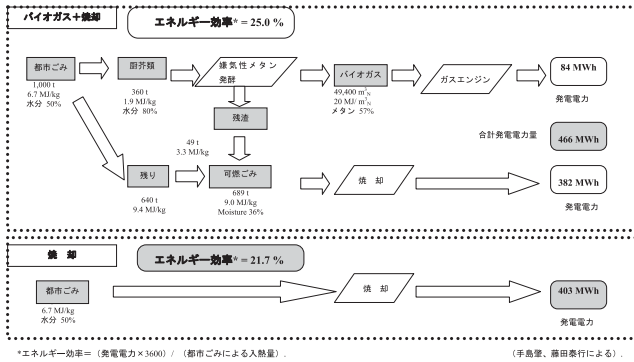 バイオガス＋焼却
エネルギー効率* = 25.0 %
都市ごみ
1,000 t
6.7 MJ/kg
水分 50%
厨芥類
360 t
1.9 MJ/kg
水分 80%
嫌気性メタン
発酵
バイオガス
49,400 m³N
20 MJ/ m³N
メタン 57%
ガスエンジン
84 MWh
発電電力
残渣
49 t
3.3 MJ/kg
合計発電電力量
466 MWh
残り
640 t
9.4 MJ/kg
可燃ごみ
689 t
9.0 MJ/kg
Moisture 36%
焼 却
382 MWh
発電電力
焼 却
エネルギー効率* = 21.7 %
都市ごみ
6.7 MJ/kg
水分 50%
焼 却
403 MWh
発電電力
*エネルギー効率＝（発電電力×3600）/ （都市ごみによる入熱量）.
（手島肇、藤田泰行による）.